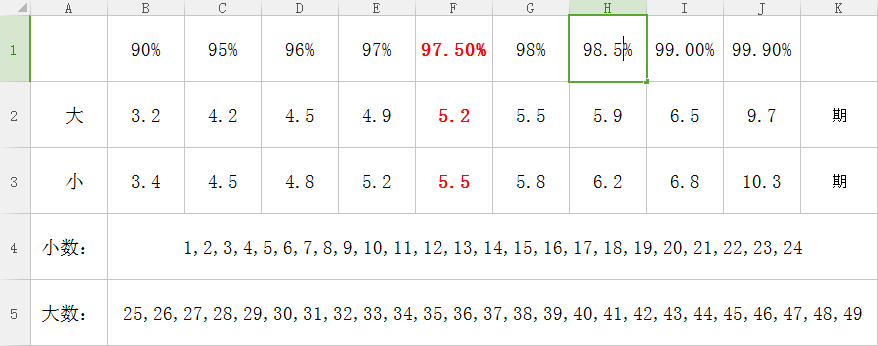 A B C D E F G H I J K
1 90% 95% 96% 97% 97.50% 98% 98.5% 99.00% 99.90%
2 大 3.2 4.2 4.5 4.9 5.2 5.5 5.9 6.5 9.7 期
3 小 3.4 4.5 4.8 5.2 5.5 5.8 6.2 6.8 10.3 期
4 小数: 1,2,3,4,5,6,7,8,9,10,11,12,13,14,15,16,17,18,19,20,21,22,23,24
5 大数: 25,26,27,28,29,30,31,32,33,34,35,36,37,38,39,40,41,42,43,44,45,46,47,48,49